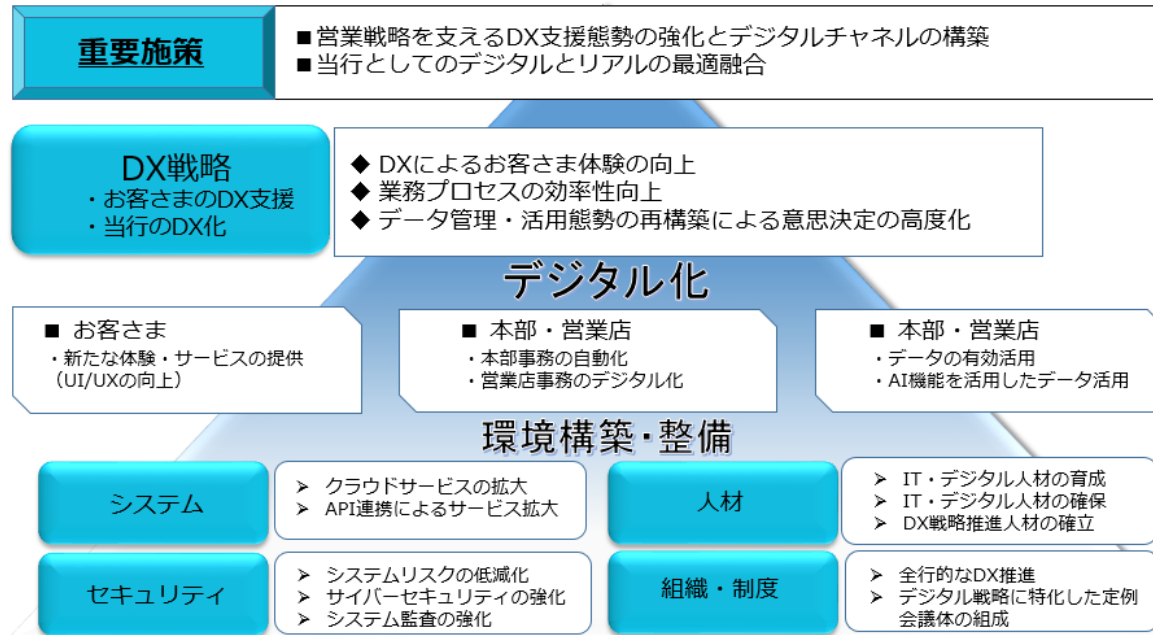 重要施策
■営業戦略を支えるDX支援態勢の強化とデジタルチャネルの構築
■当行としてのデジタルとリアルの最適融合
DX戦略
・お客さまのDX支援
・当行のDX化
◆ DXによるお客さま体験の向上
◆ 業務プロセスの効率性向上
◆ データ管理・活用態勢の再構築による意思決定の高度化
デジタル化
■ お客さま
・新たな体験・サービスの提供
（UI/UXの向上）
■ 本部・営業店
・本部事務の自動化
・営業店事務のデジタル化
■ 本部・営業店
・データの有効活用
・AI機能を活用したデータ活用
環境構築・整備
システム
➢ クラウドサービスの拡大
➢ API連携によるサービス拡大
人材
➢ IT・デジタル人材の育成
➢ IT・デジタル人材の確保
➢ DX戦略推進人材の確立
セキュリティ
➢ システムリスクの低減化
➢ サイバーセキュリティの強化
➢ システム監査の強化
組織・制度
➢ 全行的なDX推進
➢ デジタル戦略に特化した定例
会議体の組成